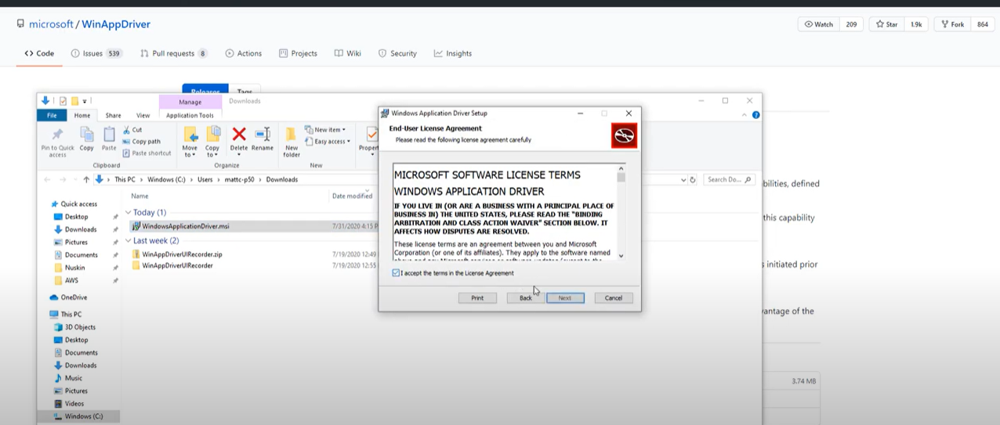 microsoft / WinAppDriver
Watch 209 Star 1.9k Fork 864
Code Issues 539 Pull requests 8 Actions Projects Wiki Security Insights
Releases Tags
Manage Downloads
File Home Share View Application Tools
Pin to Quick access
Copy
Paste
Cut
Copy path
Paste shortcut
Clipboard
Move to
Copy to
Delete
Rename
Organize
New folder
New item
Easy access
New
This PC > Windows (C:) > Users > mattc-p50 > Downloads
Search Do...
Name Date modified
Today (1)
WindowsApplicationDriver.msi 7/31/2020 4:15 P
Last week (2)
WinAppDriverUIRecorder.zip 7/19/2020 12:49
WinAppDriverUIRecorder 7/19/2020 12:55
Quick access
Desktop
Downloads
Pictures
Documents
Nuskin
AWS
OneDrive
This PC
3D Objects
Desktop
Documents
Downloads
Music
Pictures
Videos
Windows (C:)
Windows Application Driver Setup
End-User License Agreement
Please read the following license agreement carefully
MICROSOFT SOFTWARE LICENSE TERMS
WINDOWS APPLICATION DRIVER
IF YOU LIVE IN (OR ARE A BUSINESS WITH A PRINCIPAL PLACE OF
BUSINESS IN) THE UNITED STATES, PLEASE READ THE "BINDING
ARBITRATION AND CLASS ACTION WAIVER" SECTION BELOW. IT
AFFECTS HOW DISPUTES ARE RESOLVED.
These license terms are an agreement between you and Microsoft
Corporation (or one of its affiliates). They apply to the software named
I accept the terms in the License Agreement
Print Back Next Cancel
bilities, defined
this capability
initiated prior
vantage of the
3.74 MB